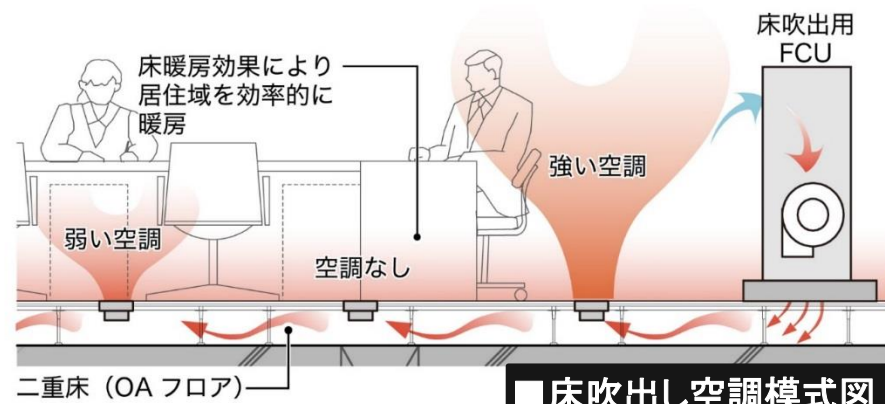 床吹出用
FCU
床暖房効果により
居住域を効率的に
暖房
強い空調
弱い空調
空調なし
二重床（OA フロア）
■床吹出し空調模式図